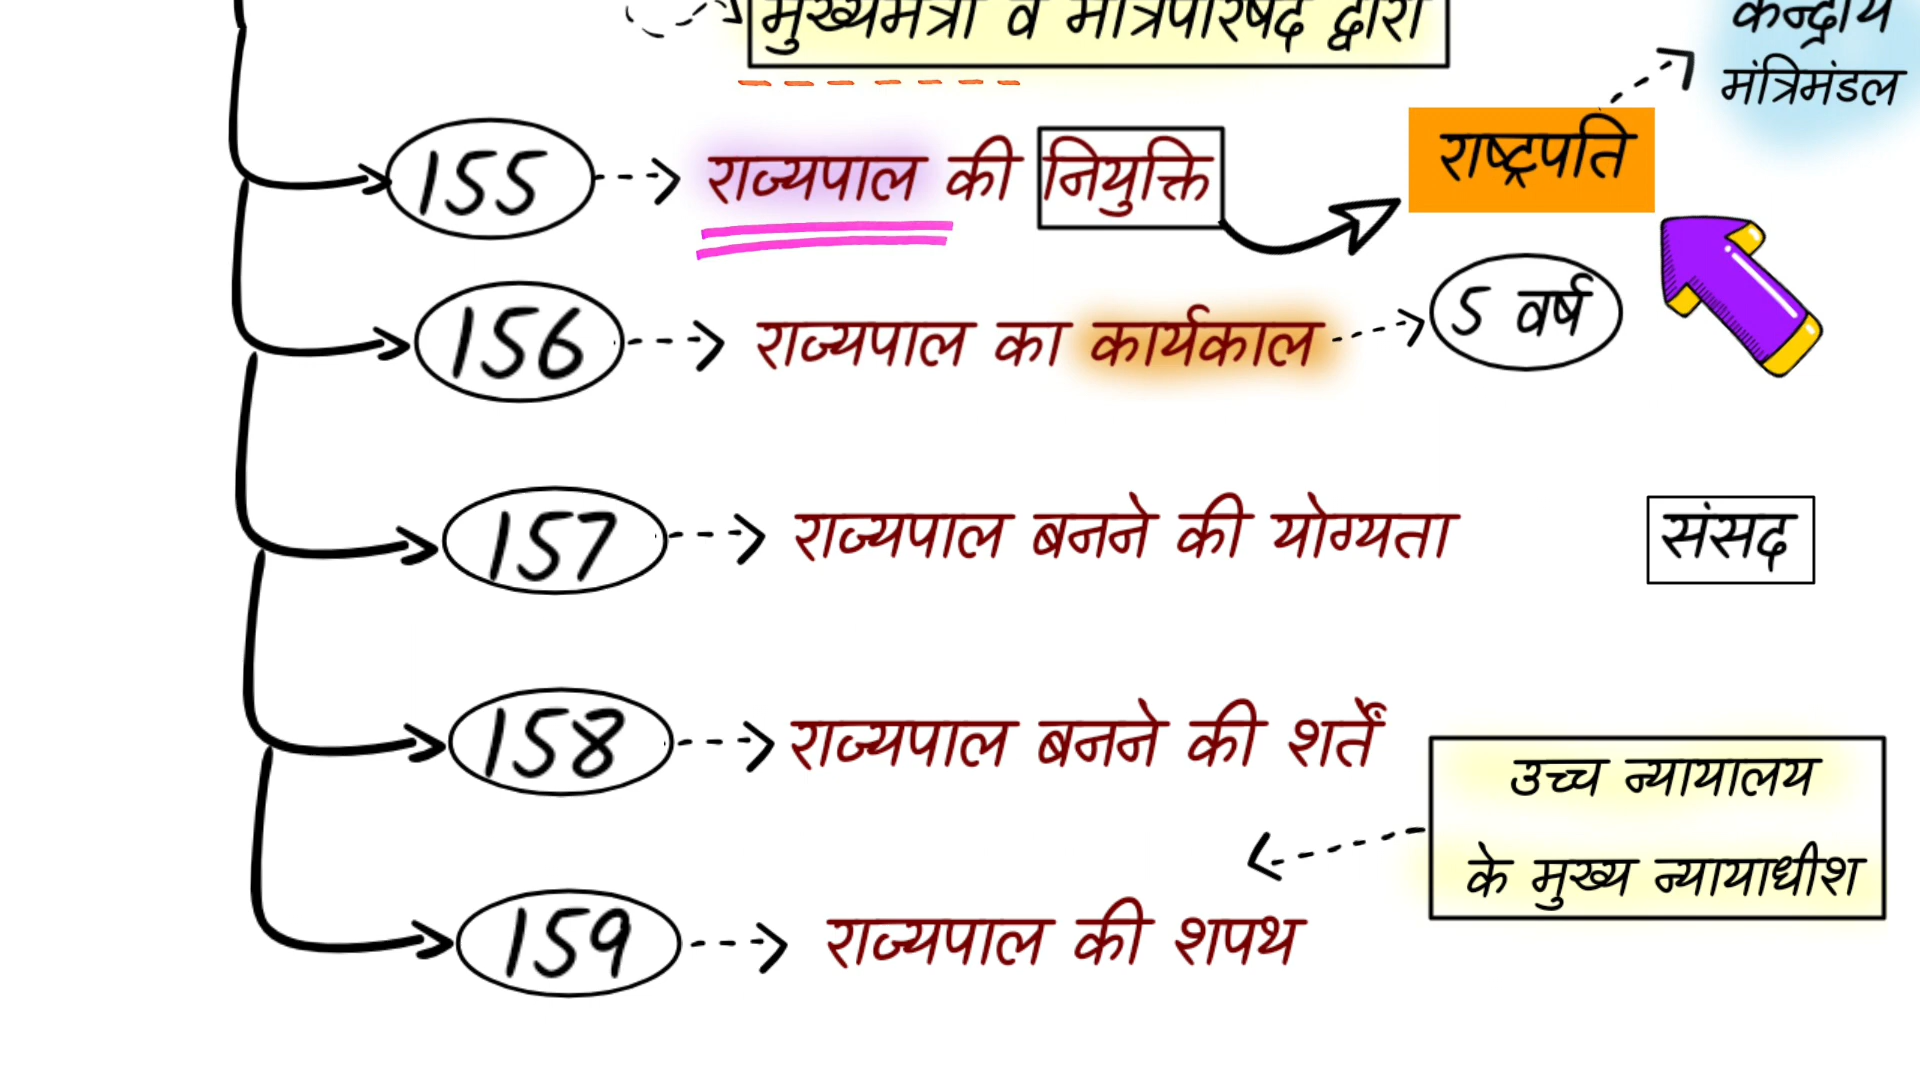 मुख्यमंत्री व मंत्रिपरिषद द्वारा
केन्द्रीय
मंत्रिमंडल
155 राज्यपाल की नियुक्ति राष्ट्रपति
156 राज्यपाल का कार्यकाल 5 वर्ष
157 राज्यपाल बनने की योग्यता संसद
158 राज्यपाल बनने की शर्तें
उच्च न्यायालय
के मुख्य न्यायाधीश
159 राज्यपाल की शपथ